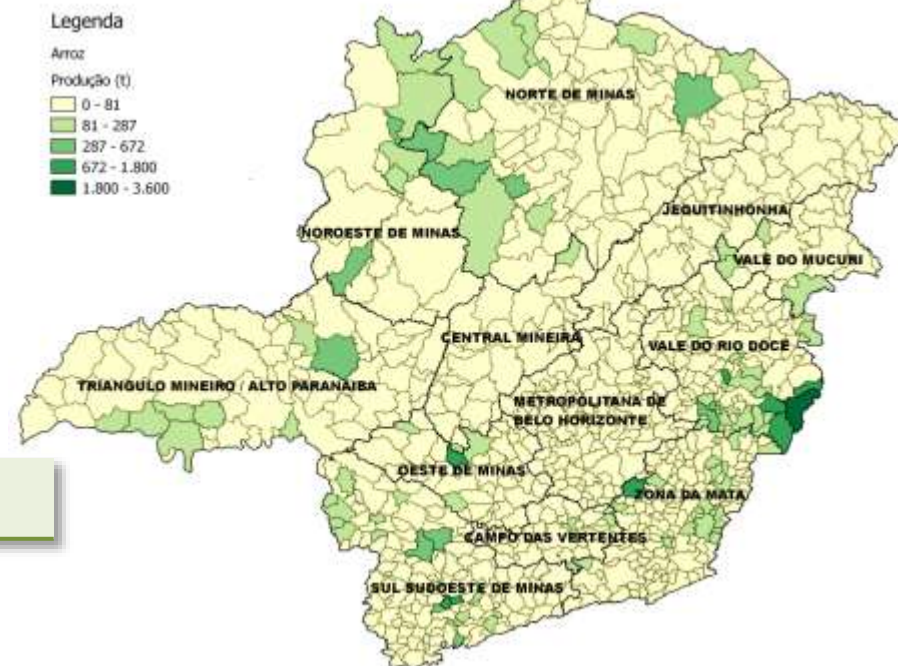 Legenda
Arroz
Produção (t)
0 - 81
81 - 287
287 - 672
672 - 1.800
1.800 - 3.600
NORTE DE MINAS
JEQUITINHONHA
NOROESTE DE MINAS
VALE DO MUCURI
CENTRAL MINEIRA
VALE DO RIO DOCE
TRIANGULO MINEIRO / ALTO PARANAIBA
METROPOLITANA DE
BELO HORIZONTE
OESTE DE MINAS
ZONA DA MATA
CAMPO DAS VERTENTES
SUL SUDOESTE DE MINAS